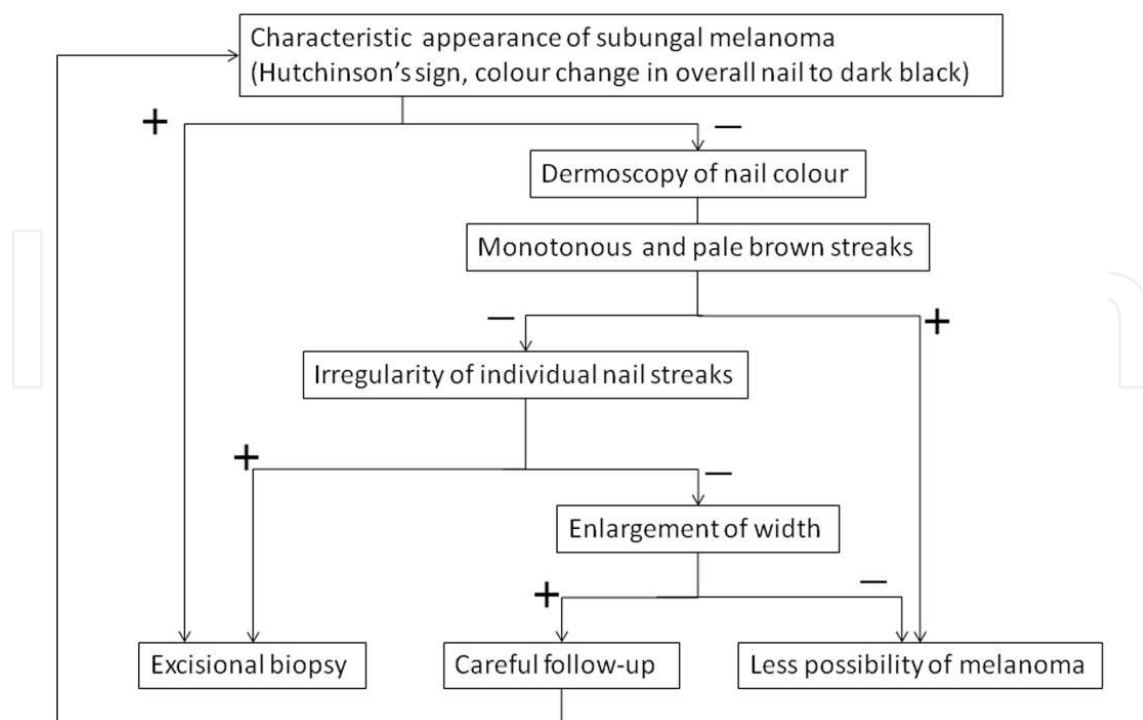 Characteristic appearance of subungal melanoma
(Hutchinson's sign, colour change in overall nail to dark black)
+
—
Dermoscopy of nail colour
Monotonous and pale brown streaks
—
+
Irregularity of individual nail streaks
+
—
Enlargement of width
+
—
Excisional biopsy
Careful follow-up
Less possibility of melanoma